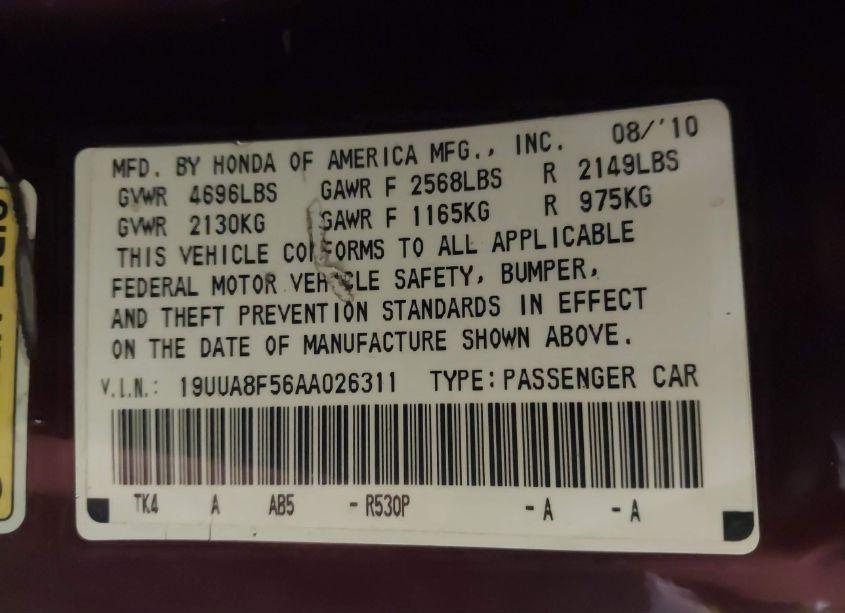 MFD. BY HONDA OF AMERICA MFG., INC. 08/'10
GVWR 4696LBS GAWR F 2568LBS R 2149LBS
GVWR 2130KG GAWR F 1165KG R 975KG
THIS VEHICLE CONFORMS TO ALL APPLICABLE
FEDERAL MOTOR VEHICLE SAFETY, BUMPER,
AND THEFT PREVENTION STANDARDS IN EFFECT
ON THE DATE OF MANUFACTURE SHOWN ABOVE.
V.I.N.: 19UUA8F56AA026311 TYPE: PASSENGER CAR
TK4 A AB5 - R530P - A - A